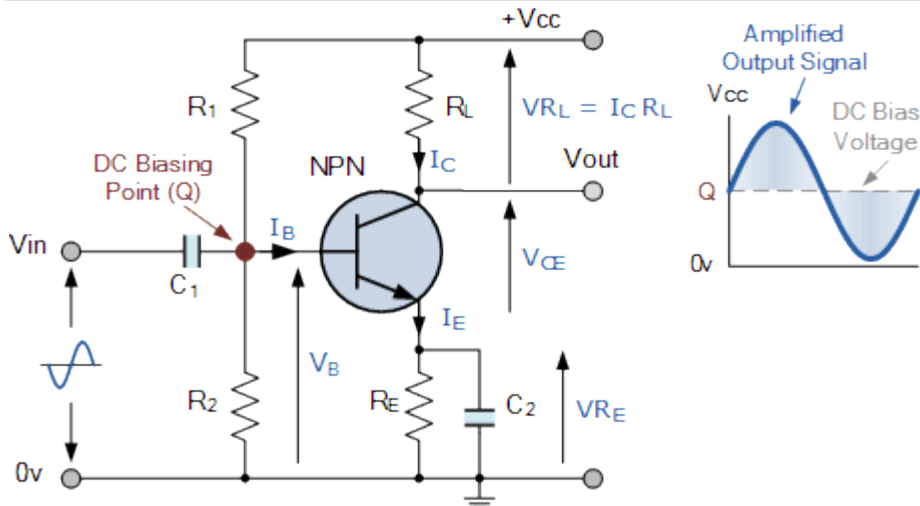 +Vcc
R1
RL
VRL = IC RL
DC Biasing
Point (Q)
NPN
IC
Vout
Vin
IB
C1
VCE
IE
VB
R2
RE
C2
VRE
0v
Amplified
Output Signal
Vcc
DC Bias
Voltage
Q
0v